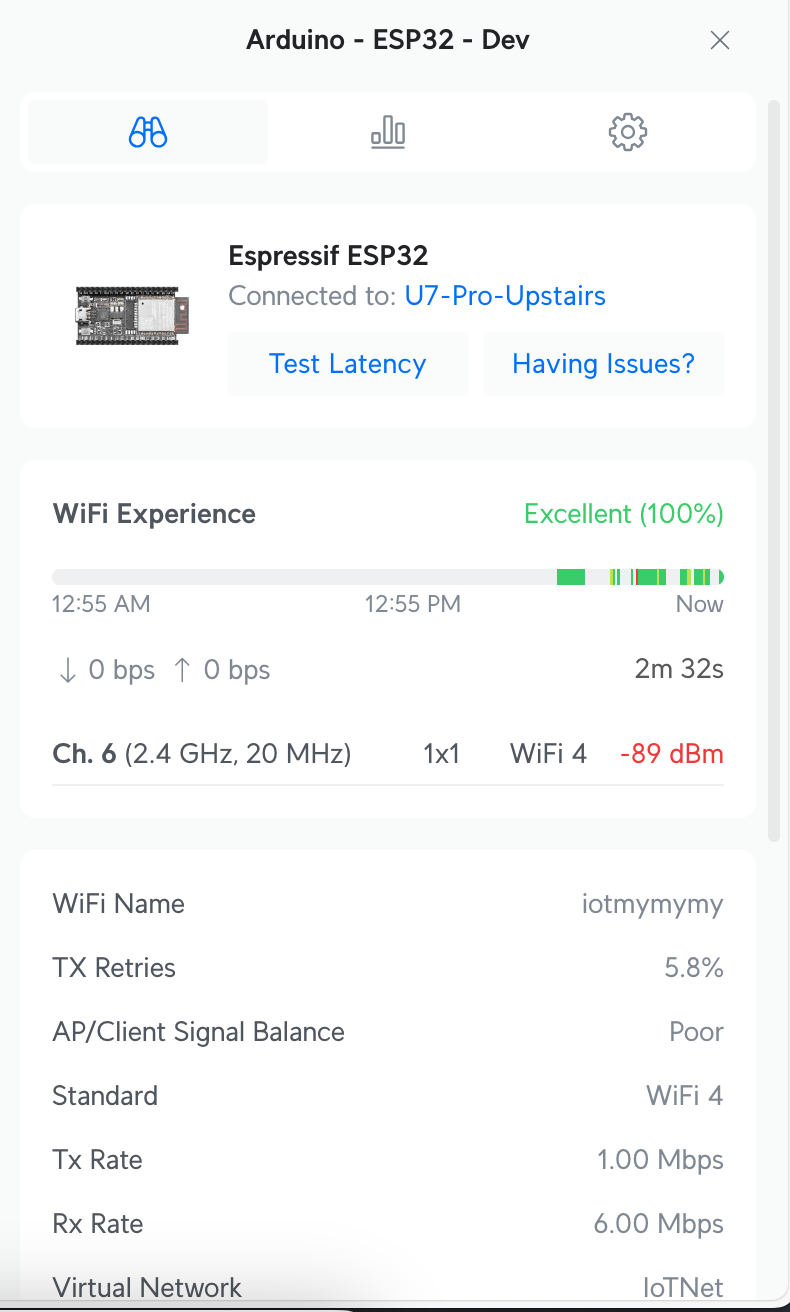 Arduino - ESP32 - Dev
Espressif ESP32
Connected to: U7-Pro-Upstairs
Test Latency
Having Issues?
WiFi Experience
Excellent (100%)
12:55 AM
12:55 PM
Now
↓ 0 bps ↑ 0 bps
2m 32s
Ch. 6 (2.4 GHz, 20 MHz)
1x1
WiFi 4
-89 dBm
WiFi Name
iotmymymy
TX Retries
5.8%
AP/Client Signal Balance
Poor
Standard
WiFi 4
Tx Rate
1.00 Mbps
Rx Rate
6.00 Mbps
Virtual Network
IoTNet